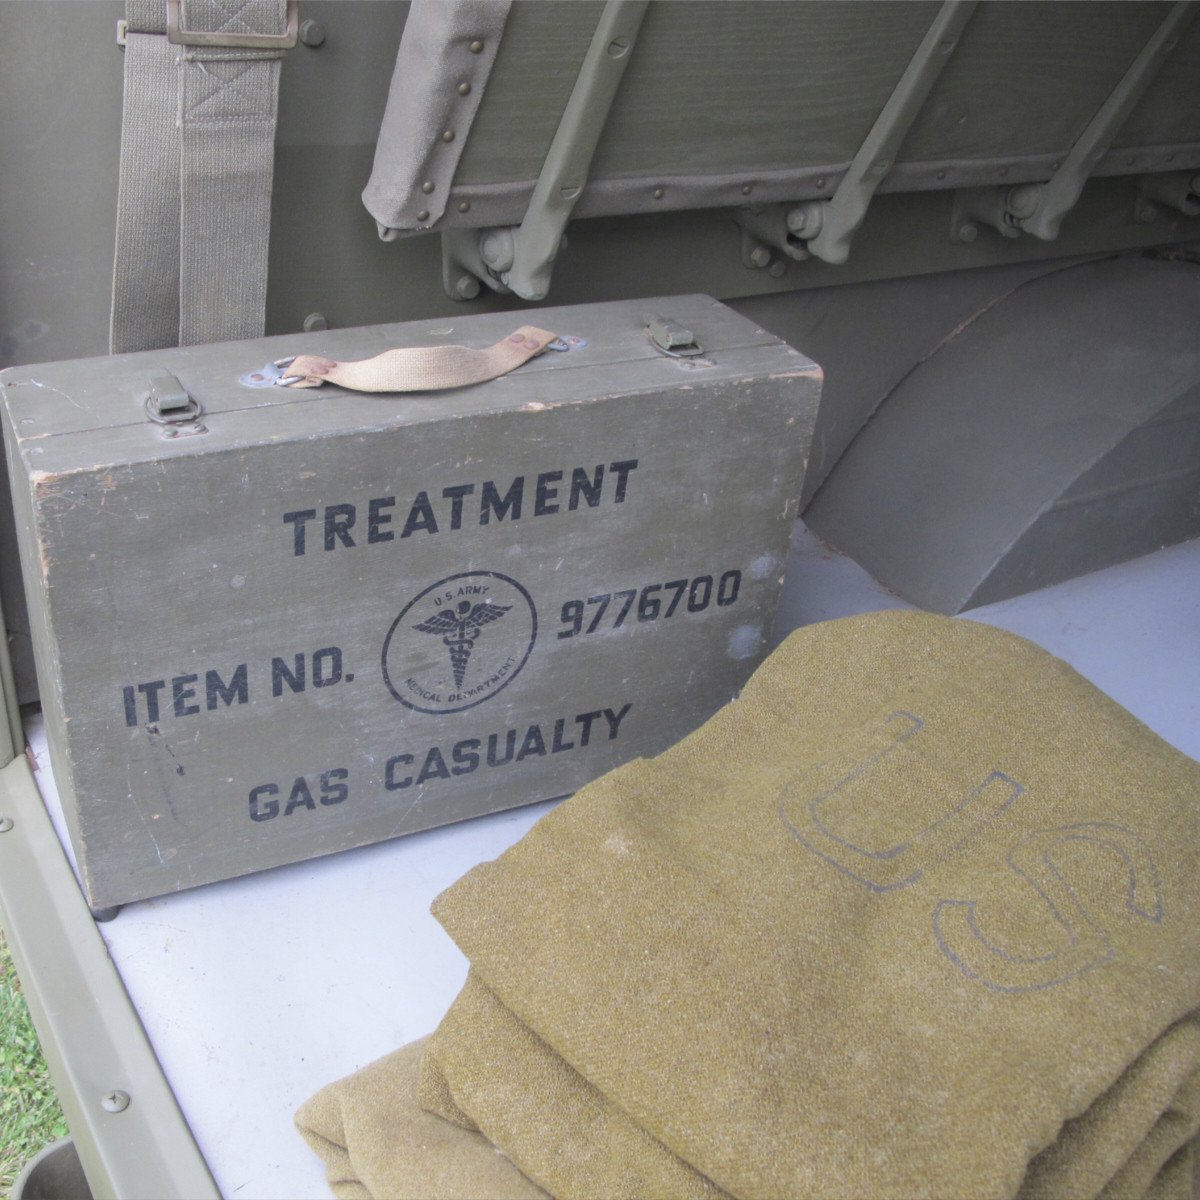 TREATMENT
ITEM NO. 9776700
U.S. ARMY
MEDICAL DEPARTMENT
GAS CASUALTY
US